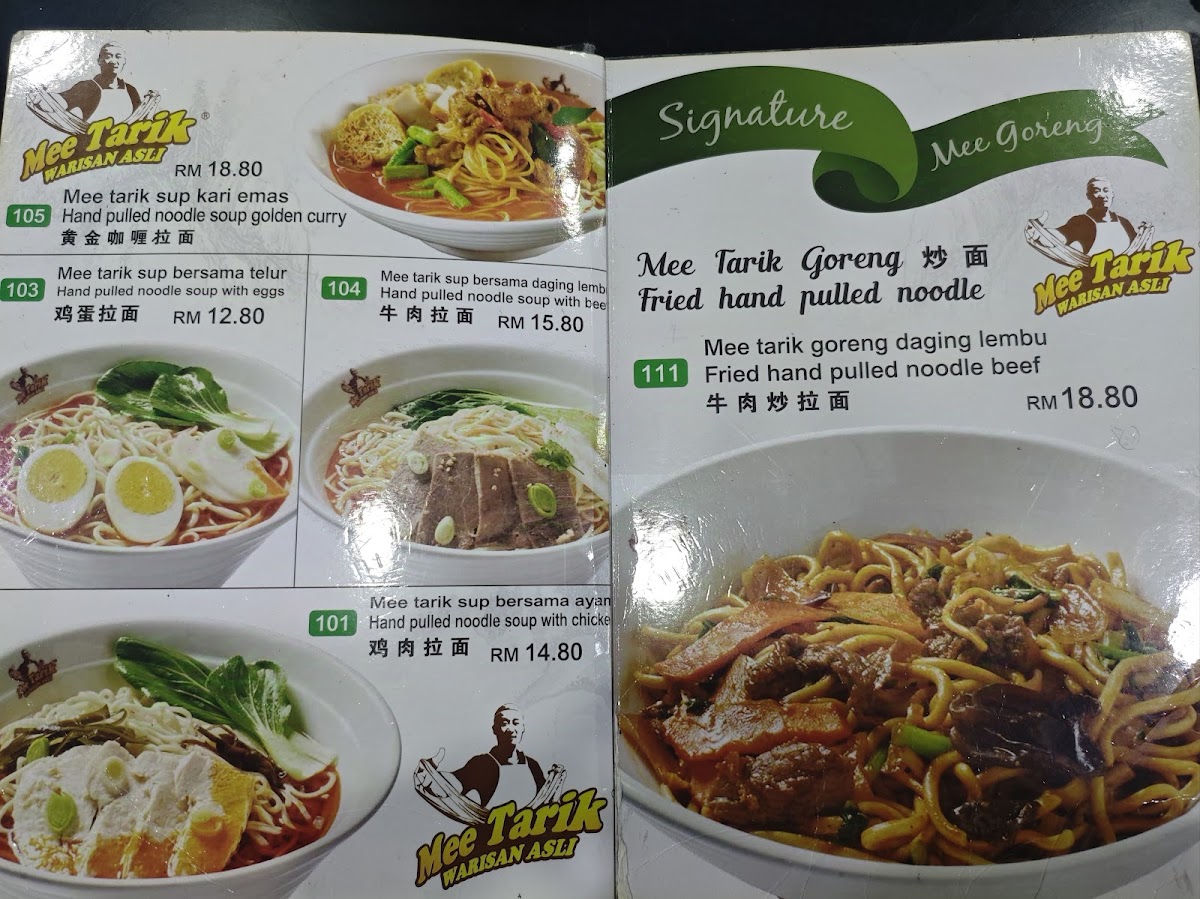 Mee Tarik®
WARISAN ASLI
RM 18.80
105
Mee tarik sup kari emas
Hand pulled noodle soup golden curry
黄金咖喱拉面
103
Mee tarik sup bersama telur
Hand pulled noodle soup with eggs
鸡蛋拉面
RM 12.80
104
Mee tarik sup bersama daging lemb
Hand pulled noodle soup with bee
牛肉拉面
RM 15.80
101
Mee tarik sup bersama ayam
Hand pulled noodle soup with chicke
鸡肉拉面
RM 14.80
Mee Tarik
WARISAN ASLI
Signature
Mee Goreng
Mee Tarik
WARISAN ASLI
Mee Tarik Goreng 炒面
Fried hand pulled noodle
111
Mee tarik goreng daging lembu
Fried hand pulled noodle beef
牛肉炒拉面
RM 18.80